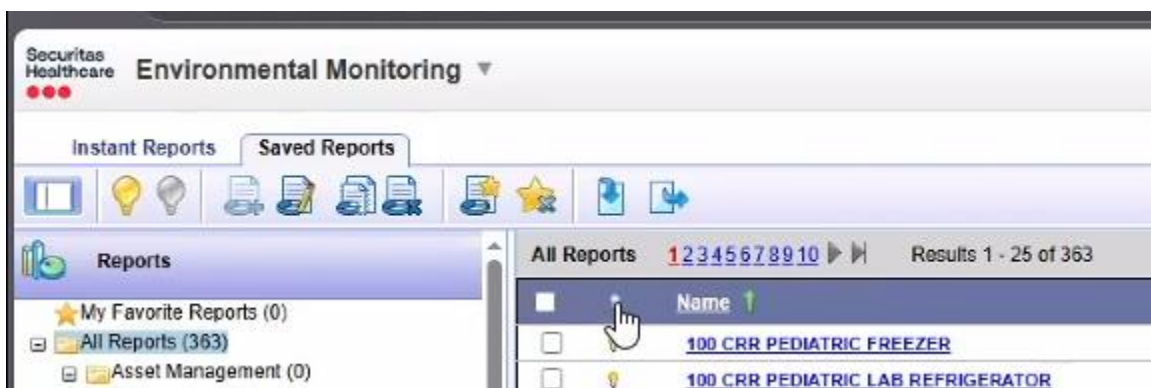 Securitas
Healthcare
Environmental Monitoring
Instant Reports Saved Reports
Reports
My Favorite Reports (0)
All Reports (363)
Asset Management (0)
All Reports 12345678910 Results 1 - 25 of 363
Name
100 CRR PEDIATRIC FREEZER
100 CRR PEDIATRIC LAB REFRIGERATOR